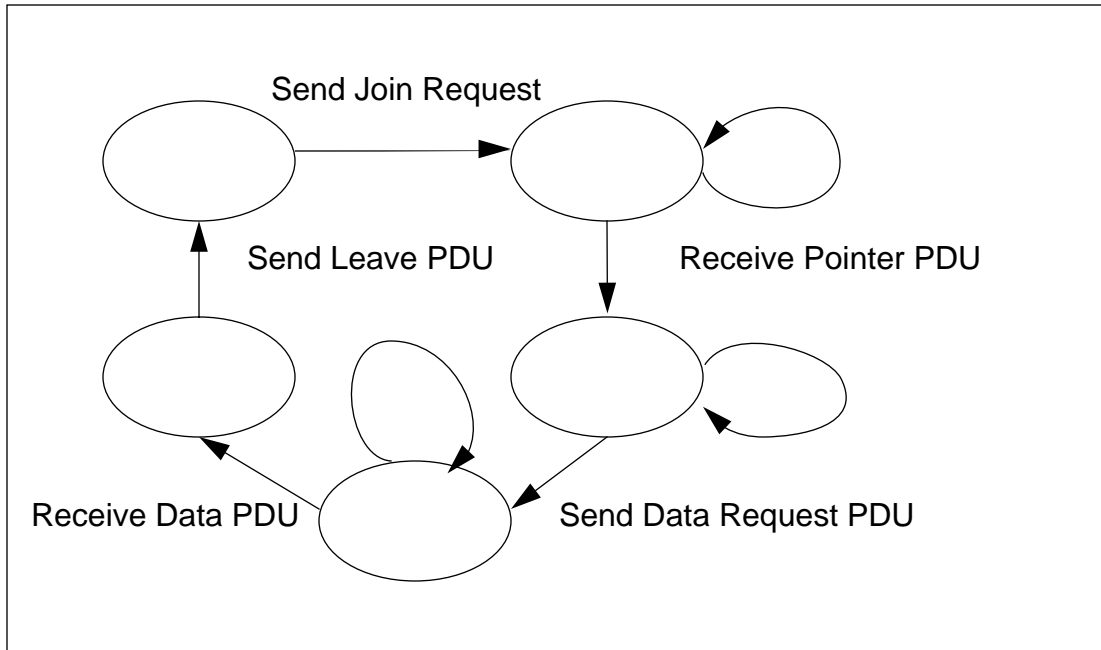 Send Join Request
Send Leave PDU
Receive Pointer PDU
Receive Data PDU
Send Data Request PDU